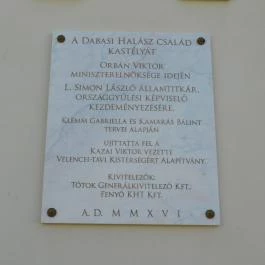 A DABASI HALÁSZ CSALÁD
KASTÉLYÁT
ORBÁN VIKTOR
MINISZTERELNÖKSÉGE IDEJÉN
L. SIMON LÁSZLÓ ÁLLAMTITKÁR,
ORSZÁGGYŰLÉSI KÉPVISELŐ
KEZDEMÉNYEZÉSÉRE,
KLEMM GABRIELLA ÉS KAMARÁS BÁLINT
TERVEI ALAPJÁN
ÚJÍTTATTA FEL A
KAZAI VIKTOR VEZETTE
VELENCEI-TAVI KISTÉRSÉGÉRT ALAPÍTVÁNY.
KIVITELEZŐK:
TÓTOK GENERÁLKIVITELEZŐ KFT.
FENYŐ KHT KFT.
A.D. MMXVI